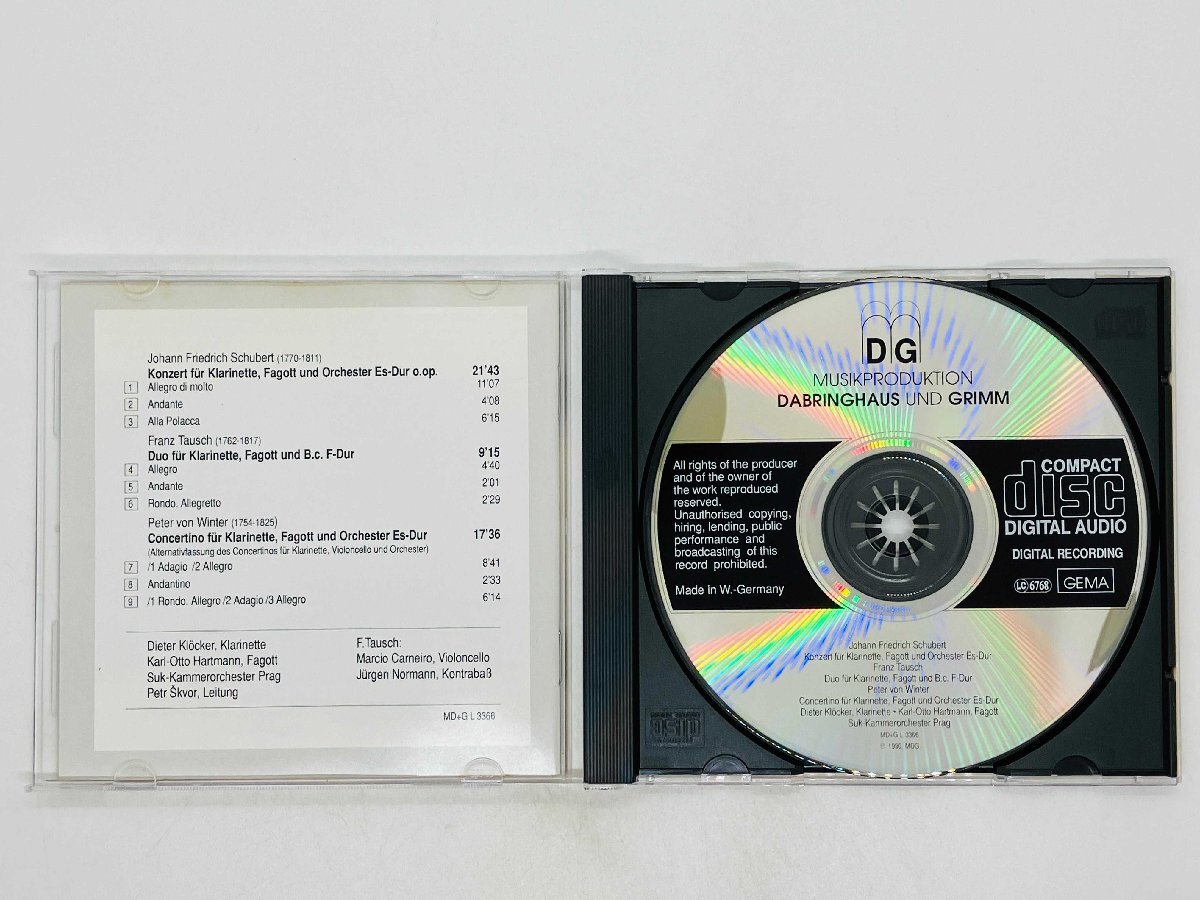 Johann Friedrich Schubert (1770-1811)
Konzert für Klarinette, Fagott und Orchester Es-Dur o.op. 21'43
1 Allegro di molto 11'07
2 Andante 4'08
3 Alla Polacca 6'15
Franz Tausch (1762-1817)
Duo für Klarinette, Fagott und B.c. F-Dur 9'15
4 Allegro 4'40
5 Andante 2'01
6 Rondo. Allegretto 2'29
Peter von Winter (1754-1825)
Concertino für Klarinette, Fagott und Orchester Es-Dur 17'36
(Alternativfassung des Concertinos für Klarinette, Violoncello und Orchester)
7 /1 Adagio /2 Allegro 8'41
8 Andantino 2'33
9 /1 Rondo. Allegro /2 Adagio /3 Allegro 6'14
Dieter Klöcker, Klarinette
Karl-Otto Hartmann, Fagott
Suk-Kammerorchester Prag
Petr Škvor, Leitung
F.Tausch:
Marcio Carneiro, Violoncello
Jürgen Normann, Kontrabaß
MD+G L 3366
DG
MUSIKPRODUKTION
DABRINGHAUS UND GRIMM
All rights of the producer
and of the owner of
the work reproduced
reserved.
Unauthorised copying,
hiring, lending, public
performance and
broadcasting of this
record prohibited.
Made in W.-Germany
COMPACT
disc
DIGITAL AUDIO
DIGITAL RECORDING
LC 6768 GEMA
Johann Friedrich Schubert
Konzert für Klarinette, Fagott und Orchester Es-Dur
Franz Tausch
Duo für Klarinette, Fagott und B.c. F-Dur
Peter von Winter
Concertino für Klarinette, Fagott und Orchester Es-Dur
Dieter Klöcker, Klarinette • Karl-Otto Hartmann, Fagott
Suk-Kammerorchester Prag
MD+G L 3366
℗ 1990, MDG